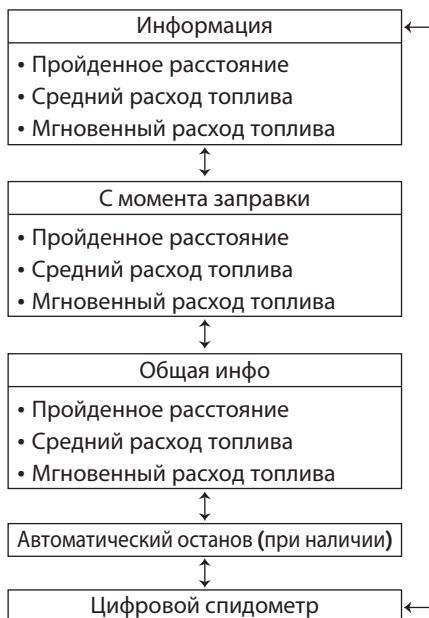 Информация
• Пройденное расстояние
• Средний расход топлива
• Мгновенный расход топлива
С момента заправки
• Пройденное расстояние
• Средний расход топлива
• Мгновенный расход топлива
Общая инфо
• Пройденное расстояние
• Средний расход топлива
• Мгновенный расход топлива
Автоматический останов (при наличии)
Цифровой спидометр